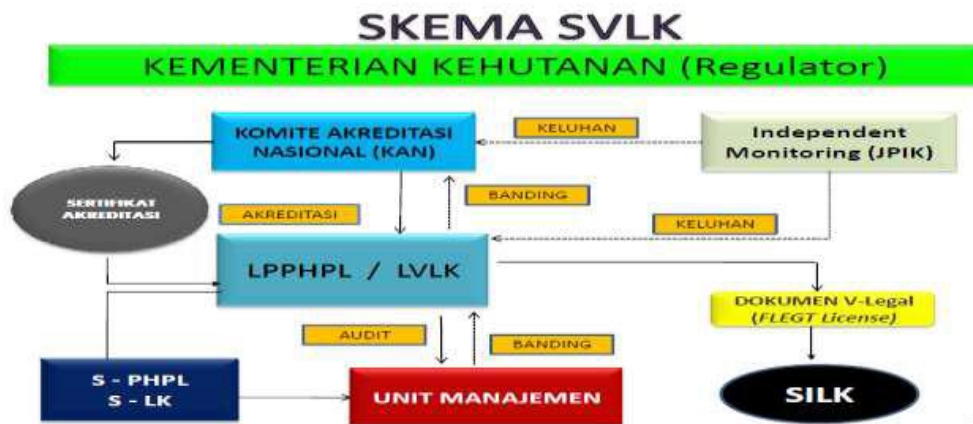 SKEMA SVLK
KEMENTERIAN KEHUTANAN (Regulator)
KOMITE AKREDITASI
NASIONAL (KAN)
KELUHAN
Independent
Monitoring (JPIK)
SERTIFIKAT
AKREDITASI
AKREDITASI
BANDING
KELUHAN
LPPHPL / LVLK
DOKUMEN V-Legal
(FLEGT License)
AUDIT
BANDING
S - PHPL
S - LK
UNIT MANAJEMEN
SILK